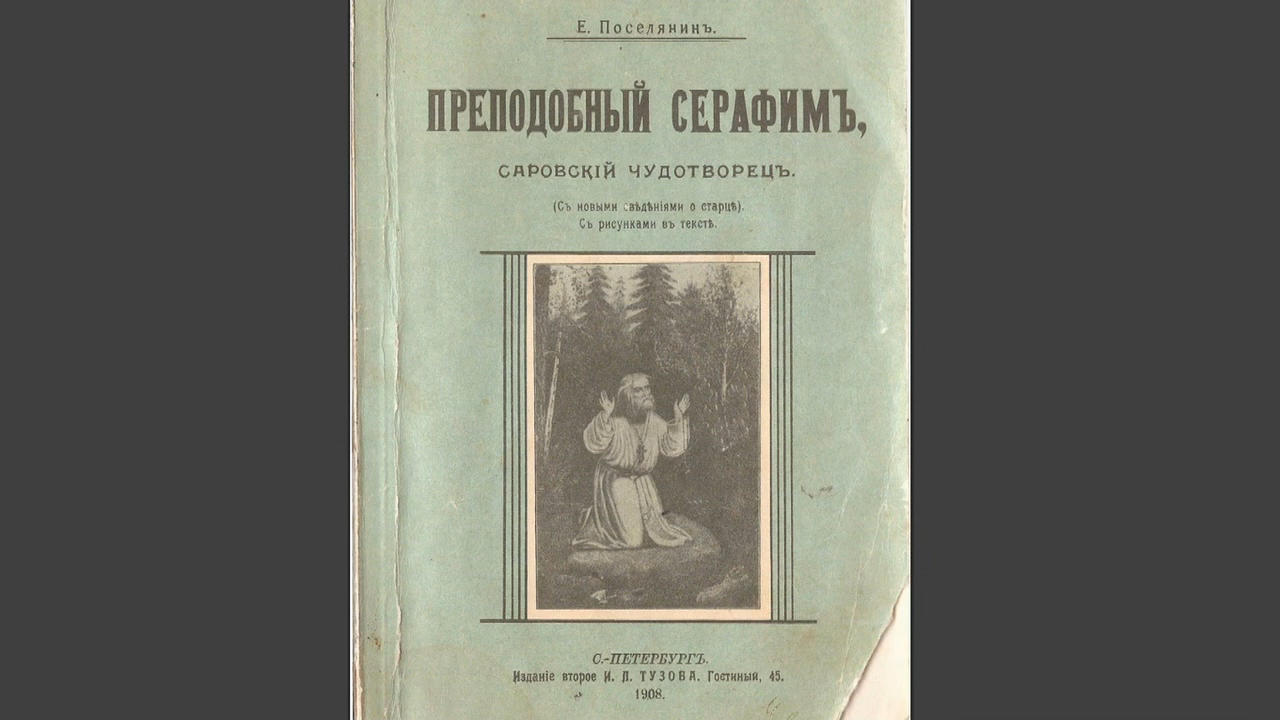 Е. Поселянинъ.
ПРЕПОДОБНЫЙ СЕРАФИМЪ,
САРОВСКІЙ ЧУДОТВОРЕЦЪ.
(Съ новыми свѣдѣніями о старцѣ).
Съ рисунками въ текстѣ.
С.-ПЕТЕРБУРГЪ.
Изданіе второе И. Л. ТУЗОВА. Гостиный, 45.
1908.